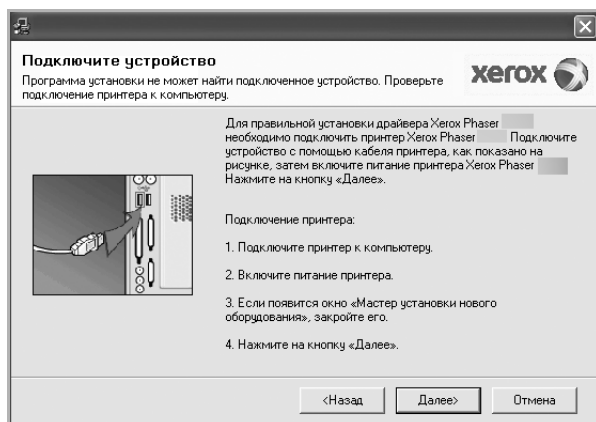 Подключите устройство
Программа установки не может найти подключенное устройство. Проверьте
подключение принтера к компьютеру.
xerox
Для правильной установки драйвера Xerox Phaser
необходимо подключить принтер Xerox Phaser Подключите
устройство с помощью кабеля принтера, как показано на
рисунке, затем включите питание принтера Xerox Phaser
Нажмите на кнопку «Далее».
Подключение принтера:
1. Подключите принтер к компьютеру.
2. Включите питание принтера.
3. Если появится окно «Мастер установки нового
оборудования», закройте его.
4. Нажмите на кнопку «Далее».
<Назад
Далее>
Отмена